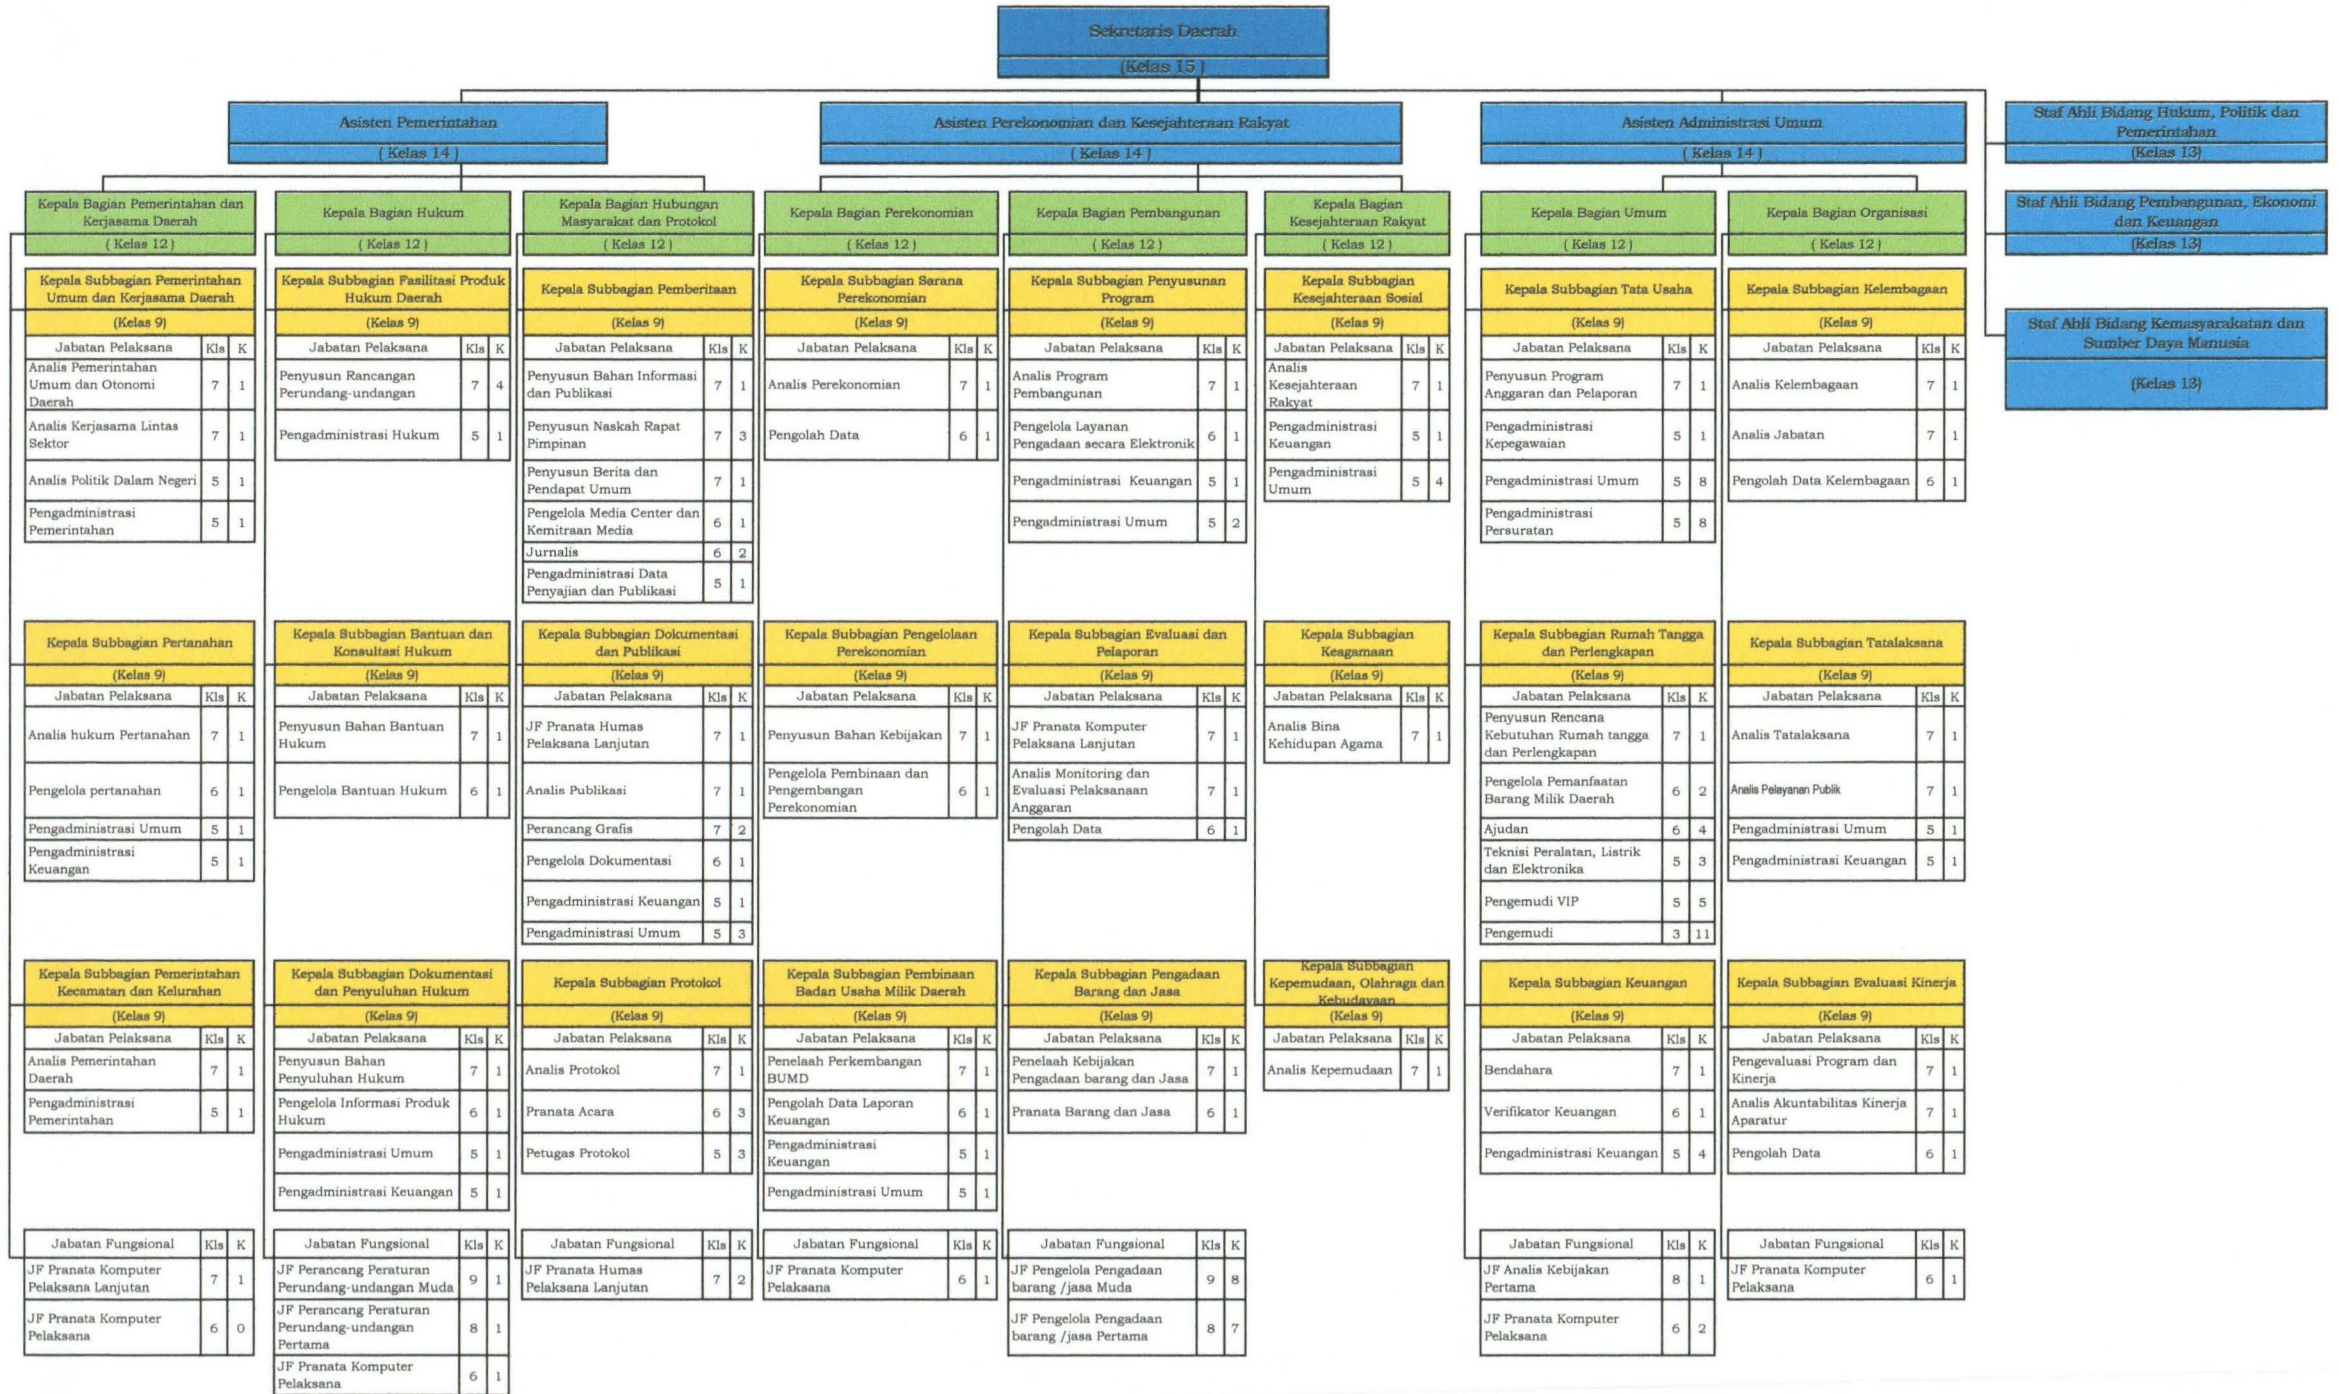 Sekretaris Daerah
(Kelas 15 )
Asisten Pemerintahan
( Kelas 14 )
Asisten Perekonomian dan Kesejahteraan Rakyat
( Kelas 14 )
Asisten Administrasi Umum
( Kelas 14 )
Staf Ahli Bidang Hukum, Politik dan
Pemerintahan
(Kelas 13)
Staf Ahli Bidang Pembangunan, Ekonomi
dan Keuangan
(Kelas 13)
Staf Ahli Bidang Kemasyarakatan dan
Sumber Daya Manusia
(Kelas 13)
Kepala Bagian Pemerintahan dan
Kerjasama Daerah
( Kelas 12 )
Kepala Subbagian Pemerintahan
Umum dan Kerjasama Daerah
(Kelas 9)
Jabatan Pelaksana Kls K
Analis Pemerintahan
Umum dan Otonomi 7 1
Daerah
Analis Kerjasama Lintas
Sektor 7 1
Analis Politik Dalam Negeri 5 1
Pengadministrasi
Pemerintahan 5 1
Kepala Subbagian Pertanahan
(Kelas 9)
Jabatan Pelaksana Kls K
Analis hukum Pertanahan 7 1
Pengelola pertanahan 6 1
Pengadministrasi Umum 5 1
Pengadministrasi
Keuangan 5 1
Kepala Subbagian Pemerintahan
Kecamatan dan Kelurahan
(Kelas 9)
Jabatan Pelaksana Kls K
Analis Pemerintahan
Daerah 7 1
Pengadministrasi
Pemerintahan 5 1
Jabatan Fungsional Kls K
JF Pranata Komputer
Pelaksana Lanjutan 7 1
JF Pranata Komputer
Pelaksana 6 0
Kepala Bagian Hukum
( Kelas 12 )
Kepala Subbagian Fasilitasi Produk
Hukum Daerah
(Kelas 9)
Jabatan Pelaksana Kls K
Penyusun Rancangan
Perundang-undangan 7 4
Pengadministrasi Hukum 5 1
Kepala Subbagian Bantuan dan
Konsultasi Hukum
(Kelas 9)
Jabatan Pelaksana Kls K
Penyusun Bahan Bantuan
Hukum 7 1
Pengelola Bantuan Hukum 6 1
Kepala Subbagian Dokumentasi
dan Penyuluhan Hukum
(Kelas 9)
Jabatan Pelaksana Kls K
Penyusun Bahan
Penyuluhan Hukum 7 1
Pengelola Informasi Produk
Hukum 6 1
Pengadministrasi Umum 5 1
Pengadministrasi Keuangan 5 1
Jabatan Fungsional Kls K
JF Perancang Peraturan
Perundang-undangan Muda 9 1
JF Perancang Peraturan
Perundang-undangan 8 1
Pertama
JF Pranata Komputer
Pelaksana 6 1
Kepala Bagian Hubungan
Masyarakat dan Protokol
( Kelas 12 )
Kepala Subbagian Pemberitaan
(Kelas 9)
Jabatan Pelaksana Kls K
Penyusun Bahan Informasi
dan Publikasi 7 1
Penyusun Naskah Rapat
Pimpinan 7 3
Penyusun Berita dan
Pendapat Umum 7 1
Pengelola Media Center dan
Kemitraan Media 6 1
Jurnalis 6 2
Pengadministrasi Data
Penyajian dan Publikasi 5 1
Kepala Subbagian Dokumentasi
dan Publikasi
(Kelas 9)
Jabatan Pelaksana Kls K
JF Pranata Humas
Pelaksana Lanjutan 7 1
Analis Publikasi 7 1
Perancang Grafis 7 2
Pengelola Dokumentasi 6 1
Pengadministrasi Keuangan 5 1
Pengadministrasi Umum 5 3
Kepala Subbagian Protokol
(Kelas 9)
Jabatan Pelaksana Kls K
Analis Protokol 7 1
Pranata Acara 6 3
Petugas Protokol 5 3
Jabatan Fungsional Kls K
JF Pranata Humas
Pelaksana Lanjutan 7 2
Kepala Bagian Perekonomian
( Kelas 12 )
Kepala Subbagian Sarana
Perekonomian
(Kelas 9)
Jabatan Pelaksana Kls K
Analis Perekonomian 7 1
Pengolah Data 6 1
Kepala Subbagian Pengelolaan
Perekonomian
(Kelas 9)
Jabatan Pelaksana Kls K
Penyusun Bahan Kebijakan 7 1
Pengelola Pembinaan dan
Pengembangan 6 1
Perekonomian
Kepala Subbagian Pembinaan
Badan Usaha Milik Daerah
(Kelas 9)
Jabatan Pelaksana Kls K
Penelaah Perkembangan
BUMD 7 1
Pengolah Data Laporan
Keuangan 6 1
Pengadministrasi
Keuangan 5 1
Pengadministrasi Umum 5 1
Jabatan Fungsional Kls K
JF Pranata Komputer
Pelaksana 6 1
Kepala Bagian Pembangunan
( Kelas 12 )
Kepala Subbagian Penyusunan
Program
(Kelas 9)
Jabatan Pelaksana Kls K
Analis Program
Pembangunan 7 1
Pengelola Layanan
Pengadaan secara Elektronik 6 1
Pengadministrasi Keuangan 5 1
Pengadministrasi Umum 5 2
Kepala Subbagian Evaluasi dan
Pelaporan
(Kelas 9)
Jabatan Pelaksana Kls K
JF Pranata Komputer
Pelaksana Lanjutan 7 1
Analis Monitoring dan
Evaluasi Pelaksanaan 7 1
Anggaran
Pengolah Data 6 1
Kepala Subbagian Pengadaan
Barang dan Jasa
(Kelas 9)
Jabatan Pelaksana Kls K
Penelaah Kebijakan
Pengadaan barang dan Jasa 7 1
Pranata Barang dan Jasa 6 1
Jabatan Fungsional Kls K
JF Pengelola Pengadaan
barang /jasa Muda 9 8
JF Pengelola Pengadaan
barang /jasa Pertama 8 7
Kepala Bagian
Kesejahteraan Rakyat
( Kelas 12 )
Kepala Subbagian
Kesejahteraan Sosial
(Kelas 9)
Jabatan Pelaksana Kls K
Analis
Kesejahteraan 7 1
Rakyat
Pengadministrasi
Keuangan 5 1
Pengadministrasi
Umum 5 4
Kepala Subbagian
Keagamaan
(Kelas 9)
Jabatan Pelaksana Kls K
Analis Bina
Kehidupan Agama 7 1
Kepala Subbagian
Kepemudaan, Olahraga dan
Kebudayaan
(Kelas 9)
Jabatan Pelaksana Kls K
Analis Kepemudaan 7 1
Kepala Bagian Umum
( Kelas 12 )
Kepala Subbagian Tata Usaha
(Kelas 9)
Jabatan Pelaksana Kls K
Penyusun Program
Anggaran dan Pelaporan 7 1
Pengadministrasi
Kepegawaian 5 1
Pengadministrasi Umum 5 8
Pengadministrasi
Persuratan 5 8
Kepala Subbagian Rumah Tangga
dan Perlengkapan
(Kelas 9)
Jabatan Pelaksana Kls K
Penyusun Rencana
Kebutuhan Rumah tangga 7 1
dan Perlengkapan
Pengelola Pemanfaatan
Barang Milik Daerah 6 2
Ajudan 6 4
Teknisi Peralatan, Listrik
dan Elektronika 5 3
Pengemudi VIP 5 5
Pengemudi 3 11
Kepala Subbagian Keuangan
(Kelas 9)
Jabatan Pelaksana Kls K
Bendahara 7 1
Verifikator Keuangan 6 1
Pengadministrasi Keuangan 5 4
Jabatan Fungsional Kls K
JF Analis Kebijakan
Pertama 8 1
JF Pranata Komputer
Pelaksana 6 2
Kepala Bagian Organisasi
( Kelas 12 )
Kepala Subbagian Kelembagaan
(Kelas 9)
Jabatan Pelaksana Kls K
Analis Kelembagaan 7 1
Analis Jabatan 7 1
Pengolah Data Kelembagaan 6 1
Kepala Subbagian Tatalaksana
(Kelas 9)
Jabatan Pelaksana Kls K
Analis Tatalaksana 7 1
Analis Pelayanan Publik 7 1
Pengadministrasi Umum 5 1
Pengadministrasi Keuangan 5 1
Kepala Subbagian Evaluasi Kinerja
(Kelas 9)
Jabatan Pelaksana Kls K
Pengevaluasi Program dan
Kinerja 7 1
Analis Akuntabilitas Kinerja
Aparatur 7 1
Pengolah Data 6 1
Jabatan Fungsional Kls K
JF Pranata Komputer
Pelaksana 6 1